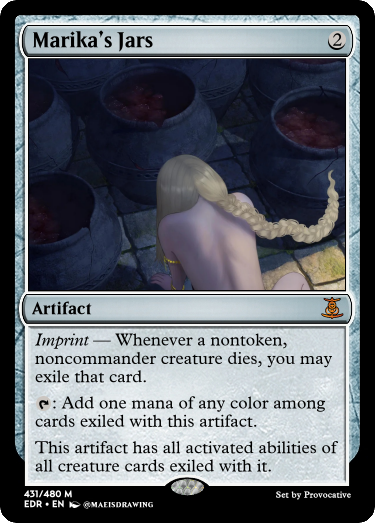 Marika's Jars 2
Artifact
Imprint — Whenever a nontoken,
noncommander creature dies, you may
exile that card.
: Add one mana of any color among
cards exiled with this artifact.
This artifact has all activated abilities of
all creature cards exiled with it.
431/480 M
EDR • EN @MAEISDRAWING
Set by Provocative